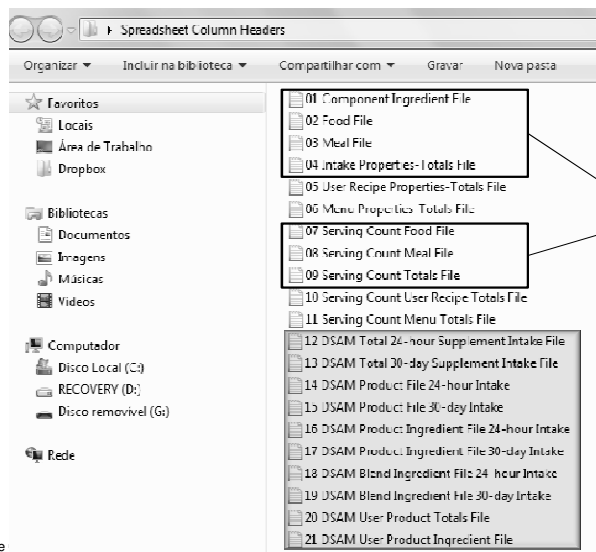 Spreadsheet Column Headers
Organizar Incluir na biblioteca Compartilhar com Gravar Nova pasta
Favoritos
Locais
Área de Trabalho
Dropbox
Bibliotecas
Documentos
Imagens
Músicas
Videos
Computador
Disco Local (C:)
RECOVERY (D:)
Disco removível (G:)
Rede
01 Component Ingredient File
02 Food File
03 Meal File
04 Intake Properties-Totals File
05 User Recipe Properties-Totals File
06 Menu Properties Totals File
07 Serving Count Food File
08 Serving Count Meal File
09 Serving Count Totals File
10 Serving Count User Recipe Totals File
11 Serving Count Menu Totals File
12 DSAM Total 24-hour Supplement Intake File
13 DSAM Total 30-day Supplement Intake File
14 DSAM Product File 24-hour Intake
15 DSAM Product File 30-day Intake
16 DSAM Product Ingredient File 24-hour Intake
17 DSAM Product Ingredient File 30-day Intake
18 DSAM Blend Ingredient File 24-hour Intake
19 DSAM Blend Ingredient File 30-day Intake
20 DSAM User Product Totals File
21 DSAM User Product Ingredient File
e